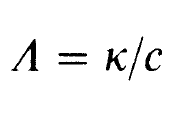 Λ = κ/c